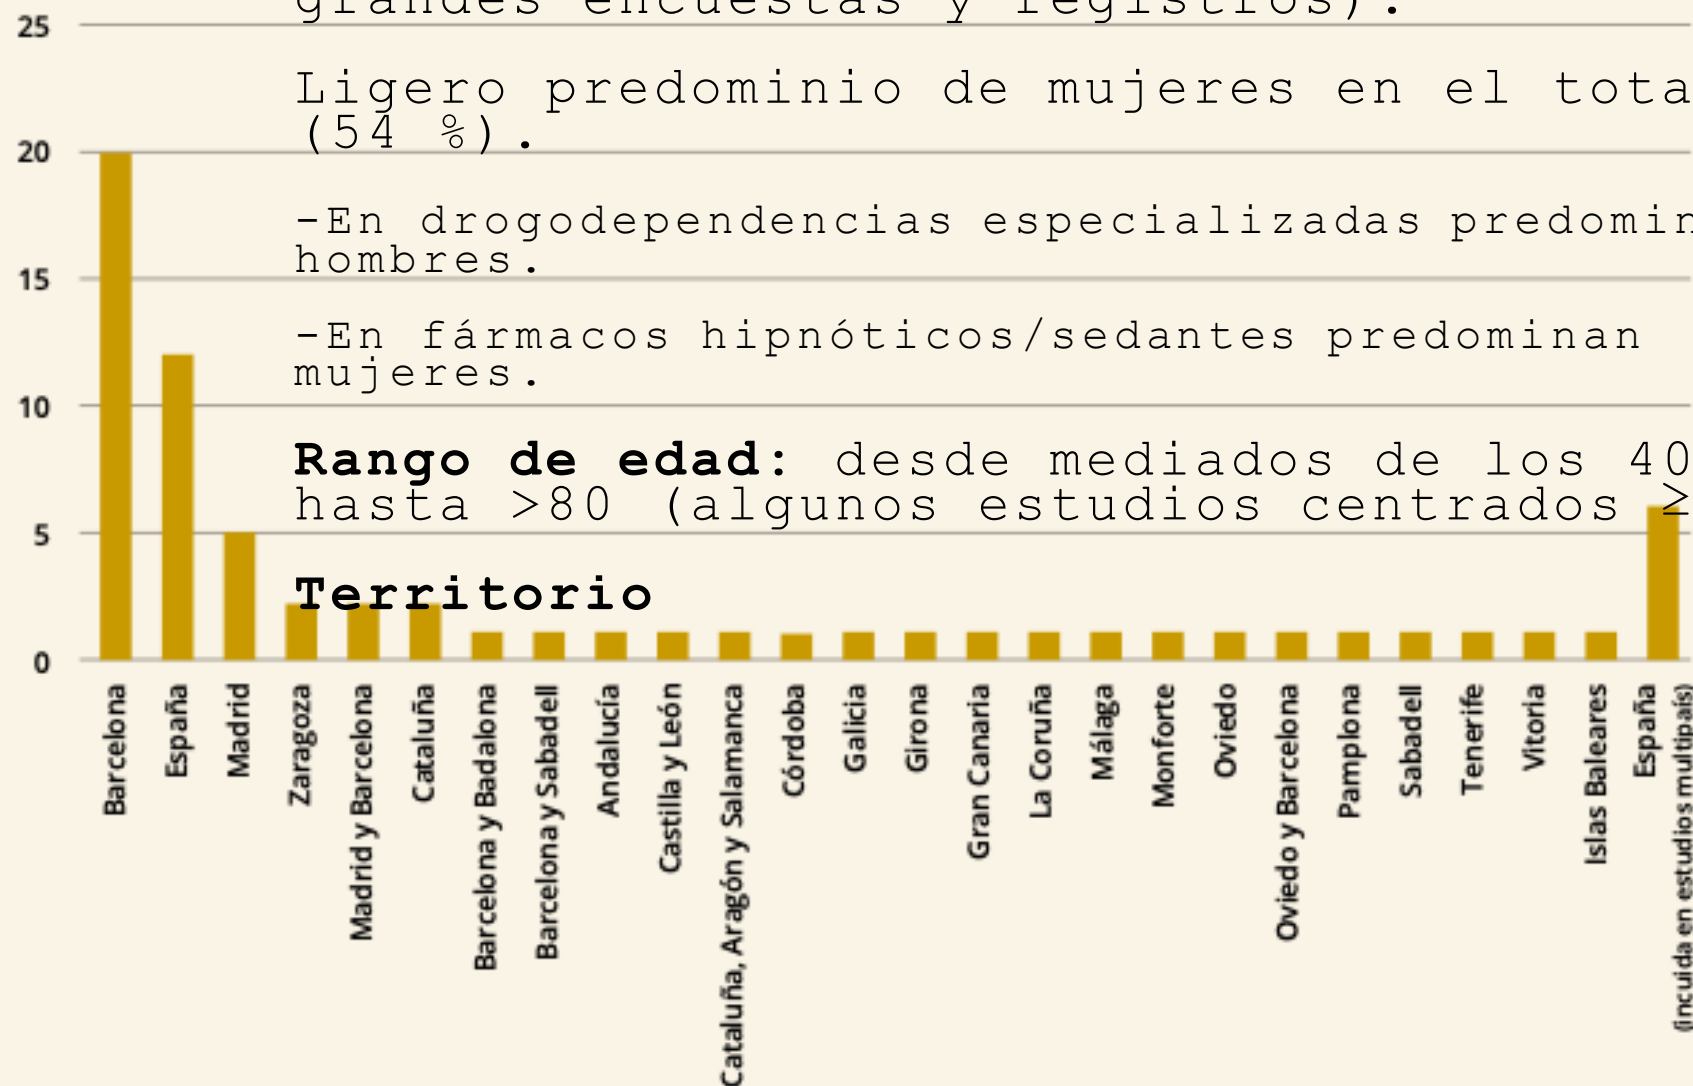 grandes encuestas y registros).
25
Ligero predominio de mujeres en el tota
(54 %).
20
-En drogodependencias especializadas predomin
hombres.
15
-En fármacos hipnóticos/sedantes predominan
mujeres.
10
Rango de edad: desde mediados de los 40
hasta >80 (algunos estudios centrados ≥
5
Territorio
0
Barcelona
España
Madrid
Zaragoza
Madrid y Barcelona
Cataluña
Barcelona y Badalona
Barcelona y Sabadell
Andalucía
Castilla y León
Cataluña, Aragón y Salamanca
Córdoba
Galicia
Girona
Gran Canaria
La Coruña
Málaga
Monforte
Oviedo
Oviedo y Barcelona
Pamplona
Sabadell
Tenerife
Vitoria
Islas Baleares
España
(incuida en estudios multipaís)